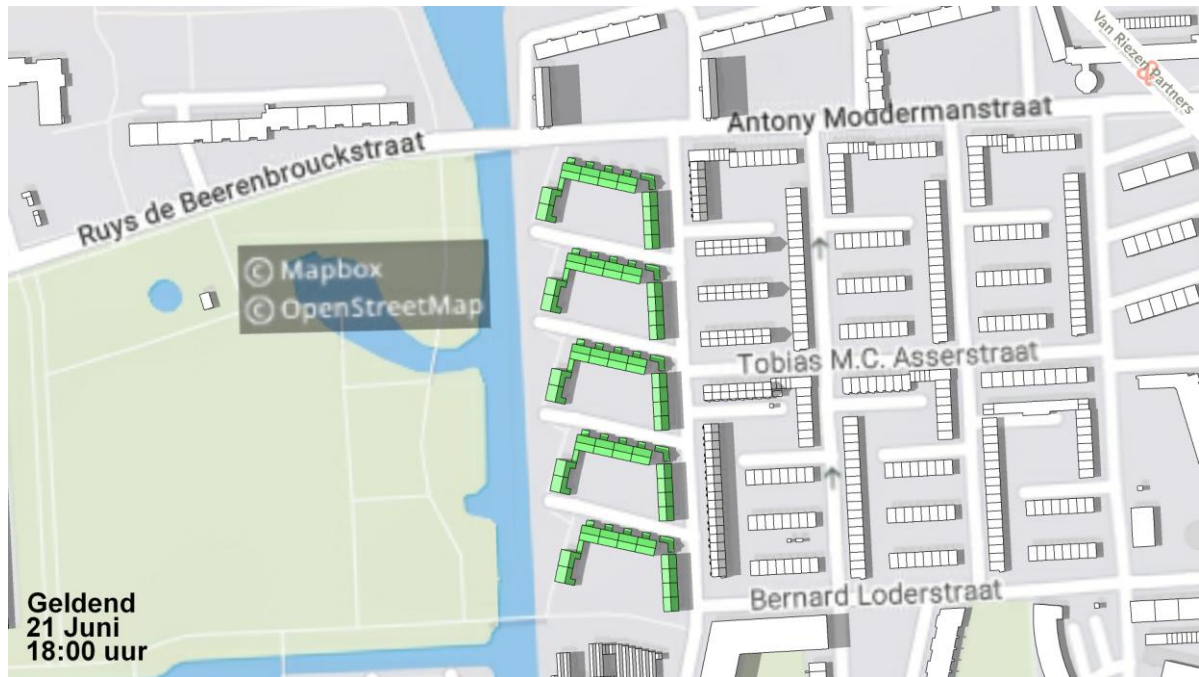 Van Riezen
& Partners
Antony Moddermanstraat
Ruys de Beerenbrouckstraat
© Mapbox
© OpenStreetMap
Tobias M.C. Asserstraat
Bernard Loderstraat
Geldend
21 Juni
18:00 uur